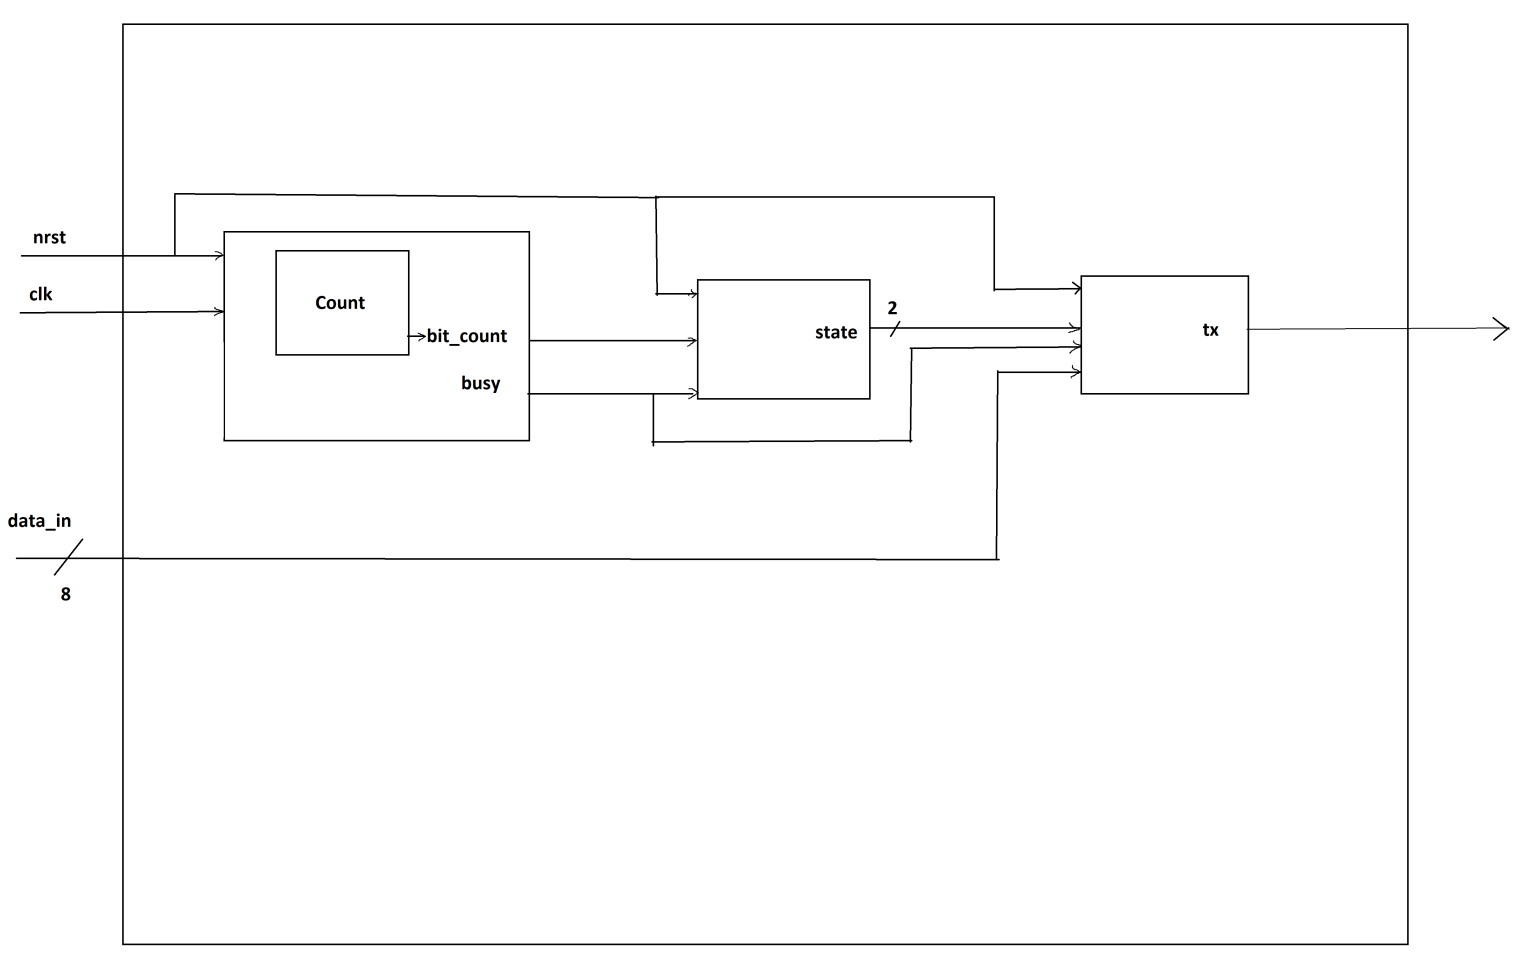 nrst
clk
Count
bit_count
busy
state
2
tx
data_in
8